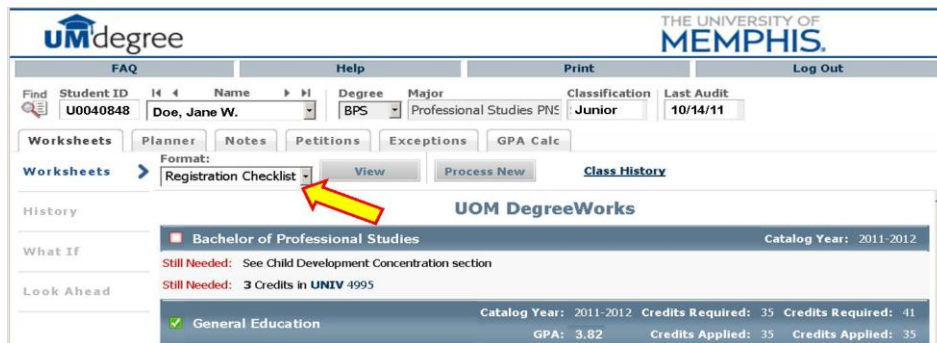 UMdegree
THE UNIVERSITY OF
MEMPHIS.
FAQ Help Print Log Out
Find Student ID Name Degree Major Classification Last Audit
U0040848 Doe, Jane W. BPS Professional Studies PNS Junior 10/14/11
Worksheets Planner Notes Petitions Exceptions GPA Calc
Worksheets
Format:
Registration Checklist View Process New Class History
History
What If
Look Ahead
UOM DegreeWorks
Bachelor of Professional Studies Catalog Year: 2011-2012
Still Needed: See Child Development Concentration section
Still Needed: 3 Credits in UNIV 4995
General Education Catalog Year: 2011-2012 Credits Required: 35 Credits Required: 41
GPA: 3.82 Credits Applied: 35 Credits Applied: 35